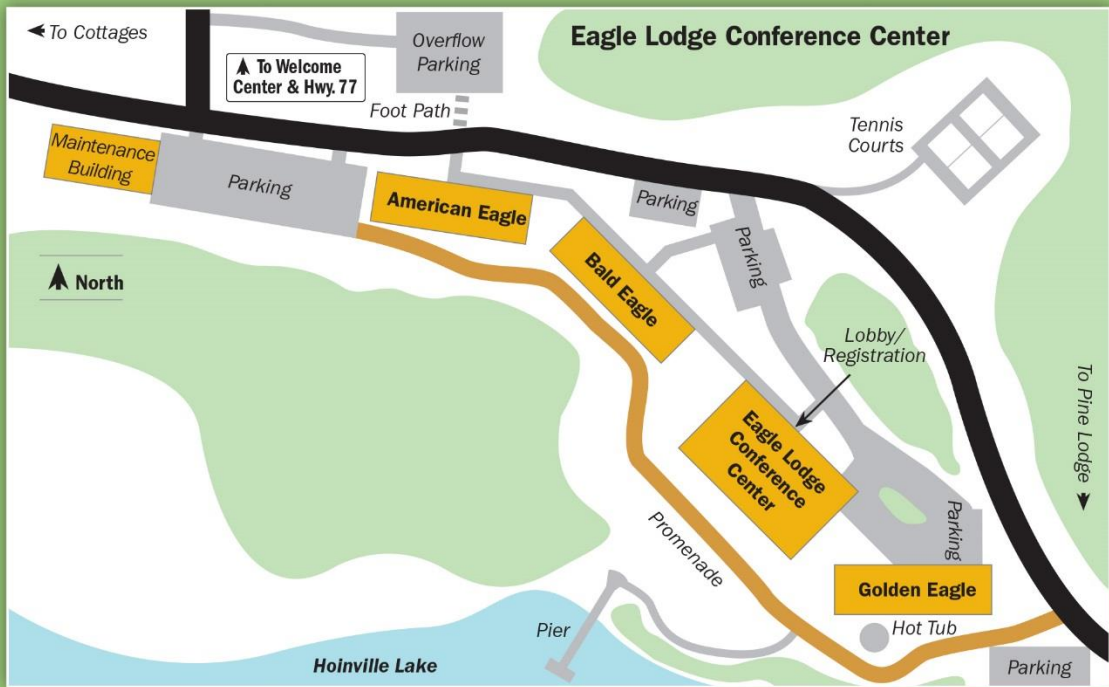 To Cottages
To Welcome
Center & Hwy. 77
Overflow
Parking
Eagle Lodge Conference Center
Foot Path
Tennis
Courts
Maintenance
Building
Parking
American Eagle
Parking
Parking
Bald Eagle
North
Lobby/
Registration
To Pine Lodge
Eagle Lodge
Conference
Center
Promenade
Parking
Golden Eagle
Hot Tub
Pier
Hoinville Lake
Parking